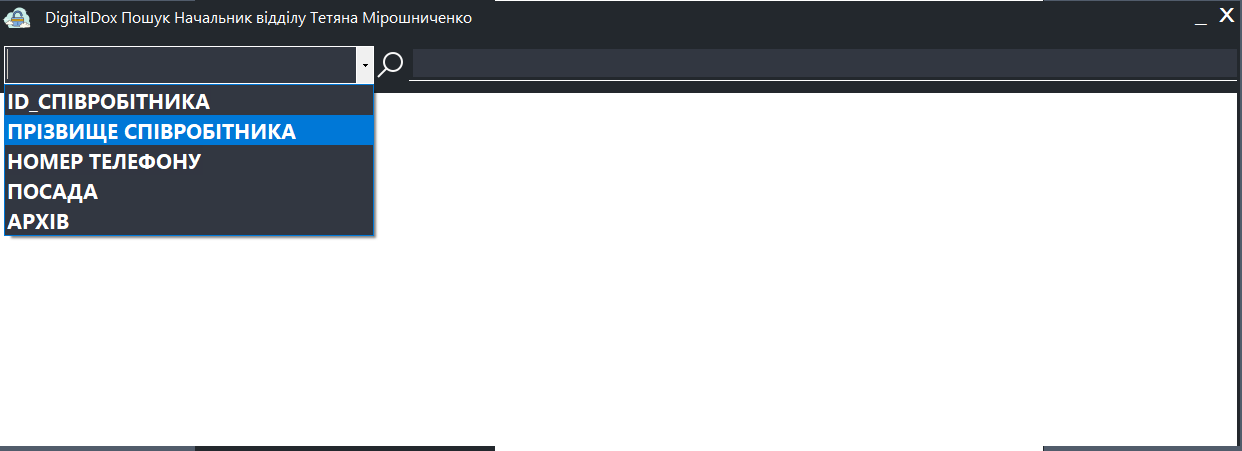 DigitalDox Пошук Начальник відділу Тетяна Мірошниченко
ID_СПІВРОБІТНИКА
ПРІЗВИЩЕ СПІВРОБІТНИКА
НОМЕР ТЕЛЕФОНУ
ПОСАДА
АРХІВ